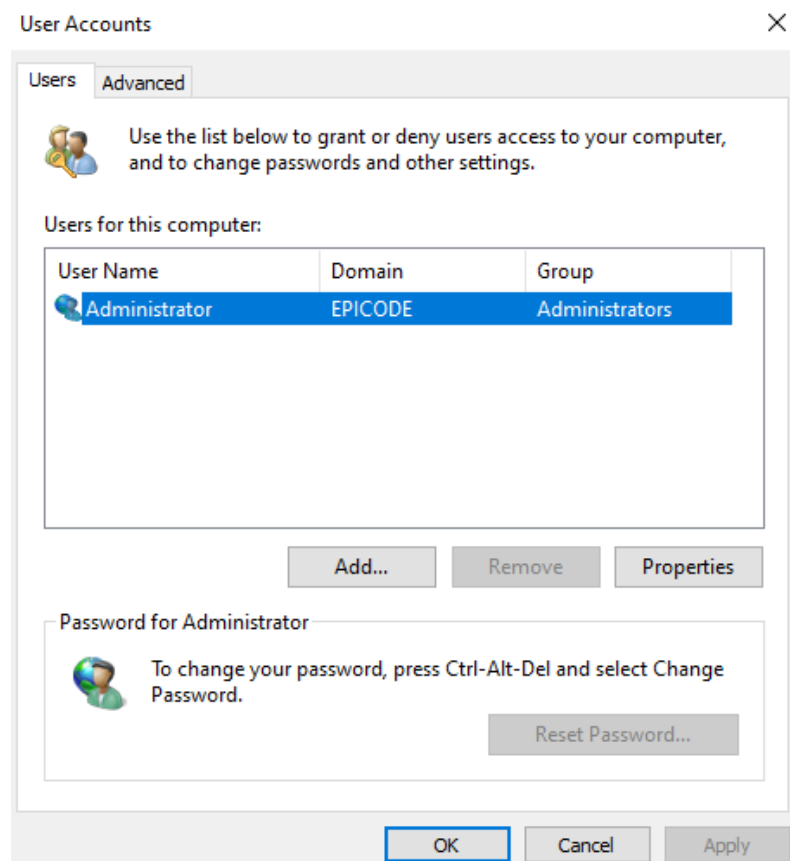 User Accounts
Users
Advanced
Use the list below to grant or deny users access to your computer,
and to change passwords and other settings.
Users for this computer:
User Name Domain Group
Administrator EPICODE Administrators
Add... Remove Properties
Password for Administrator
To change your password, press Ctrl-Alt-Del and select Change
Password.
Reset Password...
OK Cancel Apply